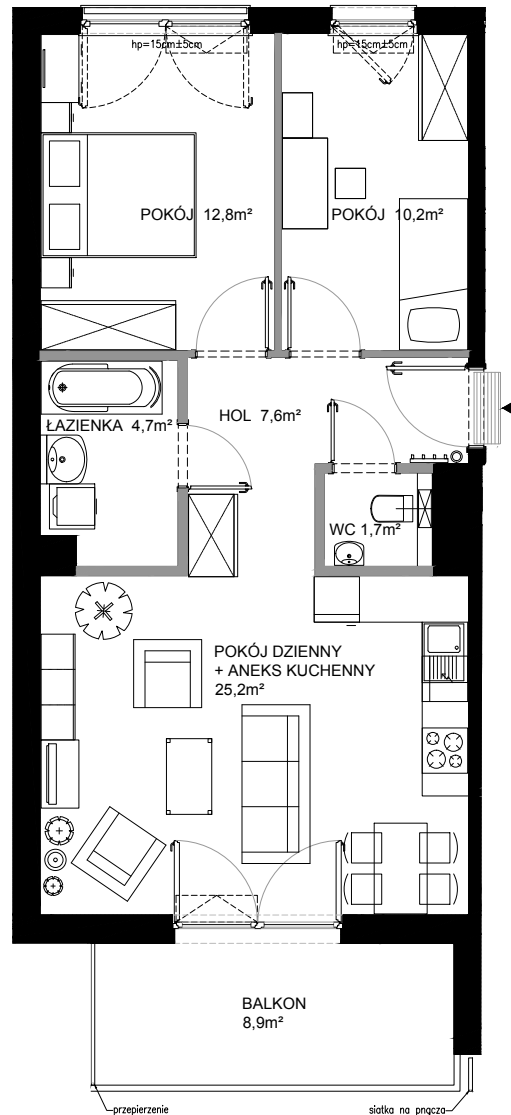 hp=15cm±5cm
hp=15cm±5cm
POKÓJ 12,8m²
POKÓJ 10,2m²
ŁAZIENKA 4,7m²
HOL 7,6m²
WC 1,7m²
POKÓJ DZIENNY
+ ANEKS KUCHENNY
25,2m²
BALKON
8,9m²
przepierzenie
siatka na pnącza